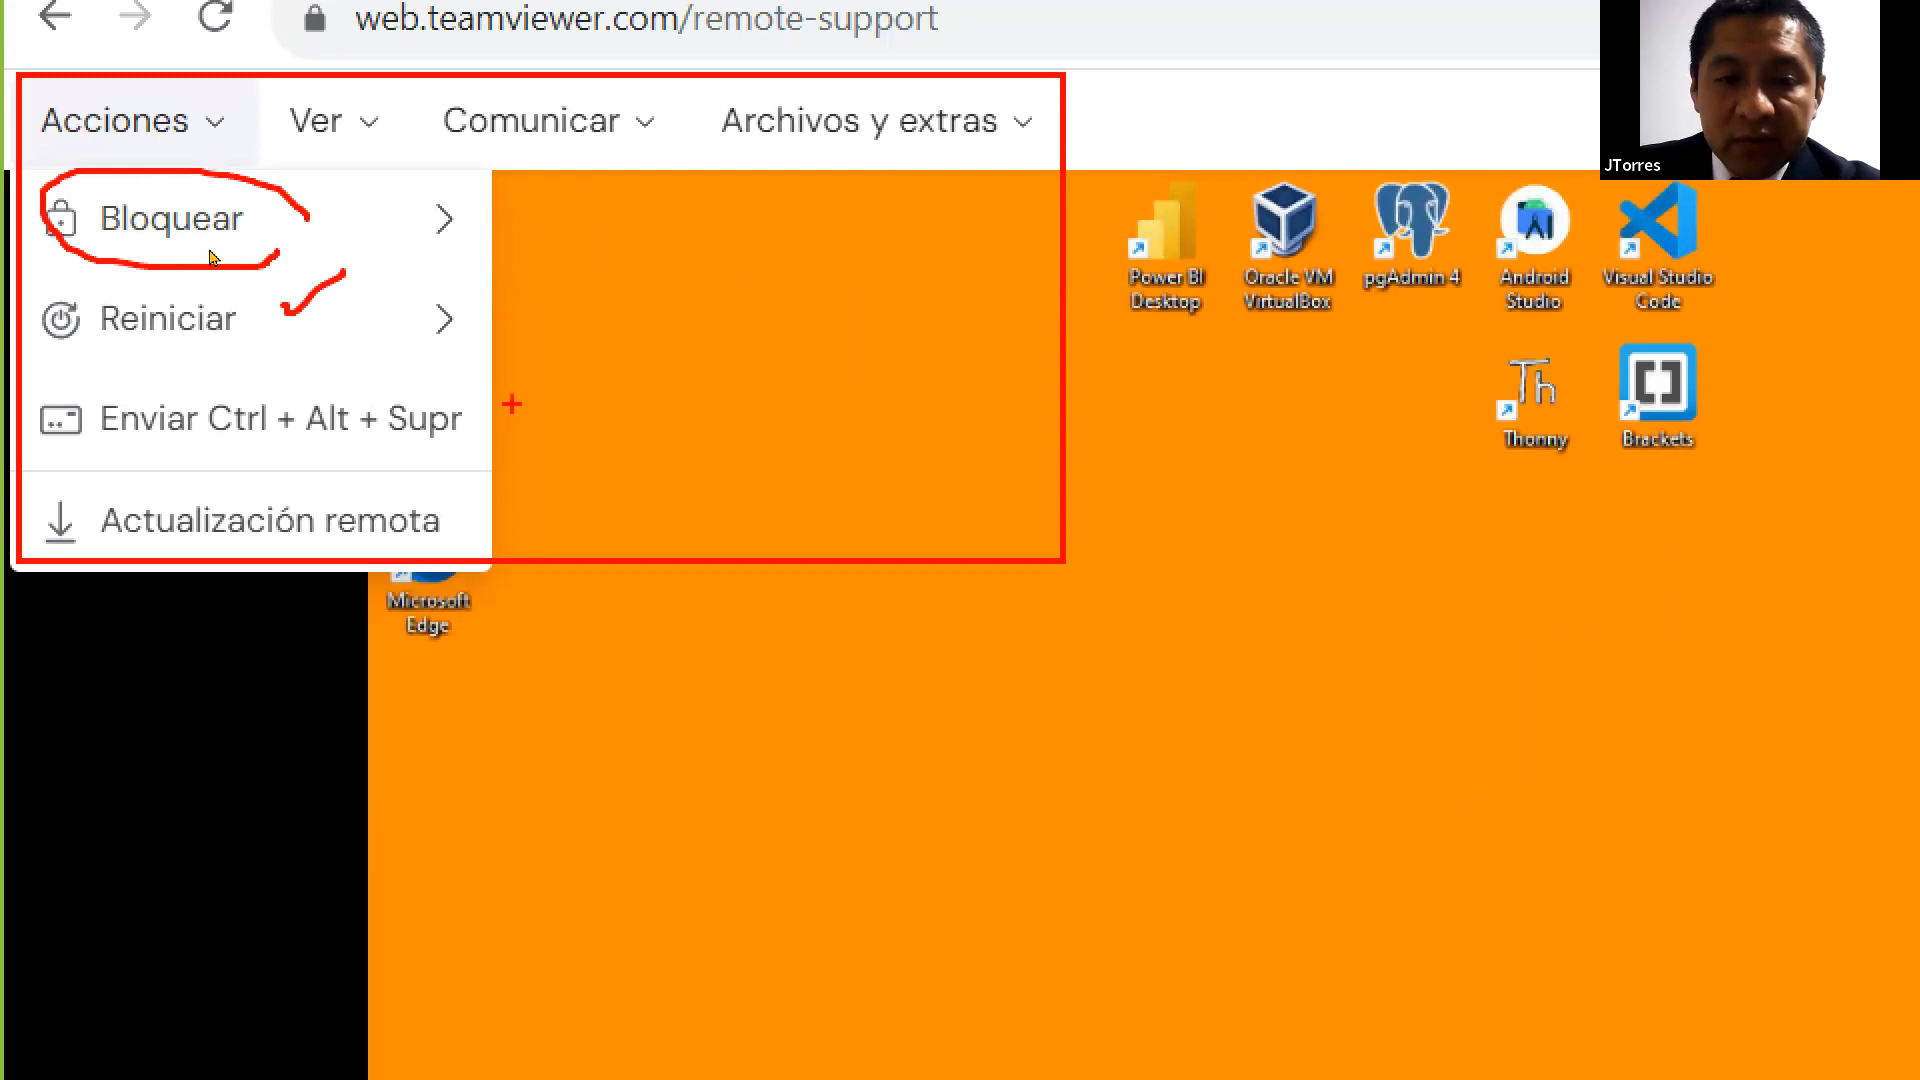 web.teamviewer.com/remote-support
Acciones Ver Comunicar Archivos y extras
JTorres
Bloquear
Reiniciar
Enviar Ctrl + Alt + Supr
Actualización remota
Power BI
Desktop
Oracle VM
VirtualBox
pgAdmin 4
Android
Studio
Visual Studio
Code
Th
Thonny
Brackets
Microsoft
Edge